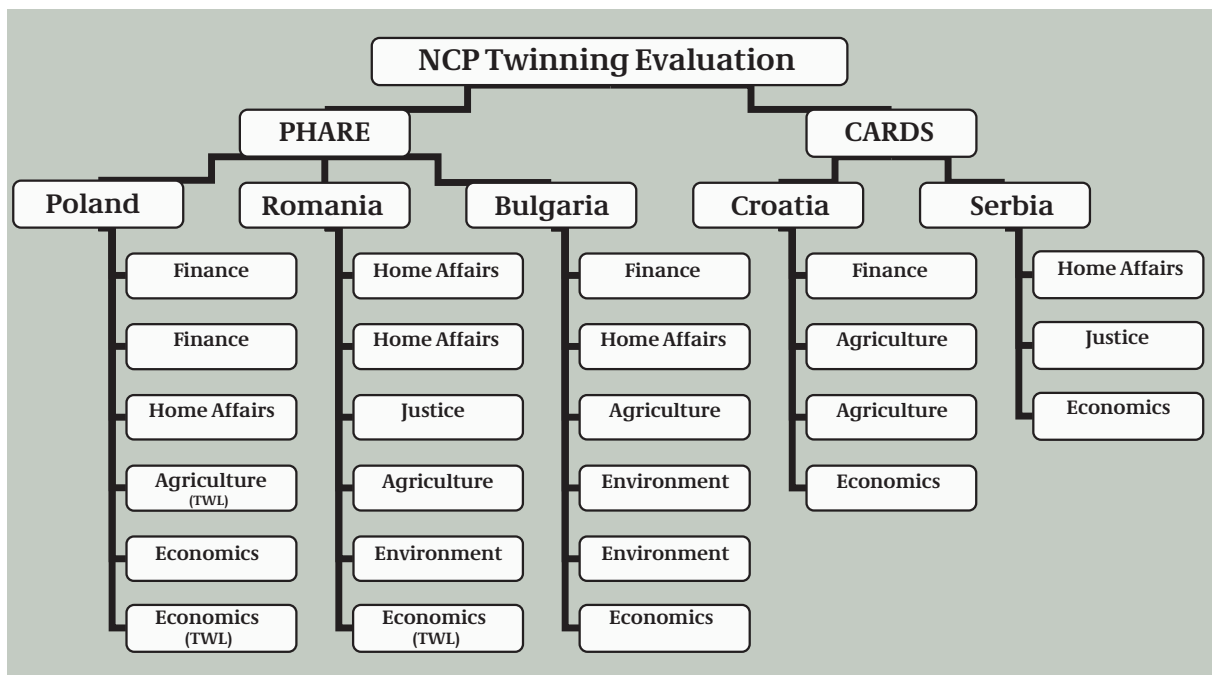 NCP Twinning Evaluation
PHARE
CARDS
Poland
Romania
Bulgaria
Croatia
Serbia
Finance
Finance
Home Affairs
Agriculture
(TWL)
Economics
Economics
(TWL)
Home Affairs
Home Affairs
Justice
Agriculture
Environment
Economics
(TWL)
Finance
Home Affairs
Agriculture
Environment
Environment
Economics
Finance
Agriculture
Agriculture
Economics
Home Affairs
Justice
Economics